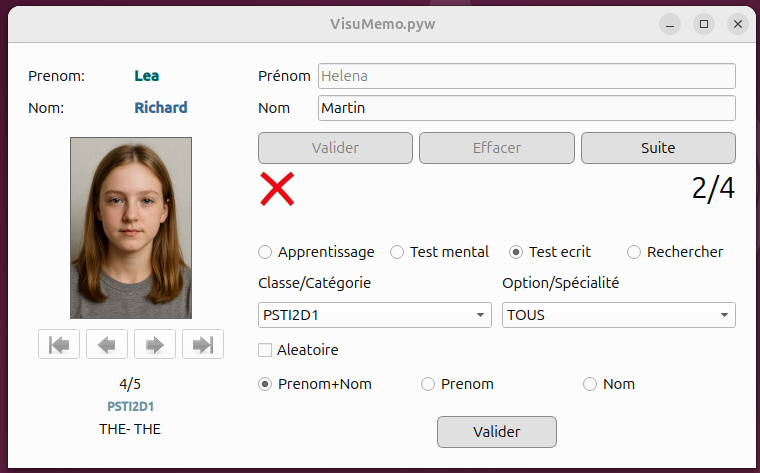 VisuMemo.pyw
Prenom: Lea
Nom: Richard
Prénom Helena
Nom Martin
Valider Effacer Suite
2/4
Apprentissage Test mental Test ecrit Rechercher
Classe/Catégorie Option/Spécialité
PSTI2D1 TOUS
Aleatoire
4/5
PSTI2D1
THE- THE
Prenom+Nom Prenom Nom
Valider